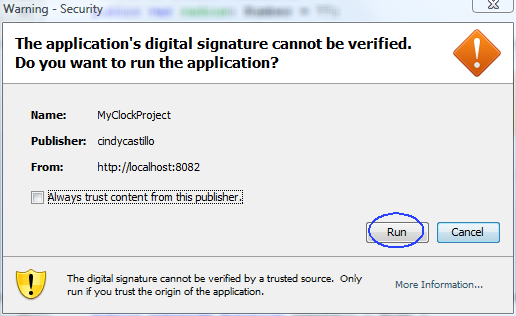 Warning - Security
The application's digital signature cannot be verified.
Do you want to run the application?
Name: MyClockProject
Publisher: cindycastillo
From: http://localhost:8082
Always trust content from this publisher.
Run Cancel
The digital signature cannot be verified by a trusted source. Only
run if you trust the origin of the application.
More Information...